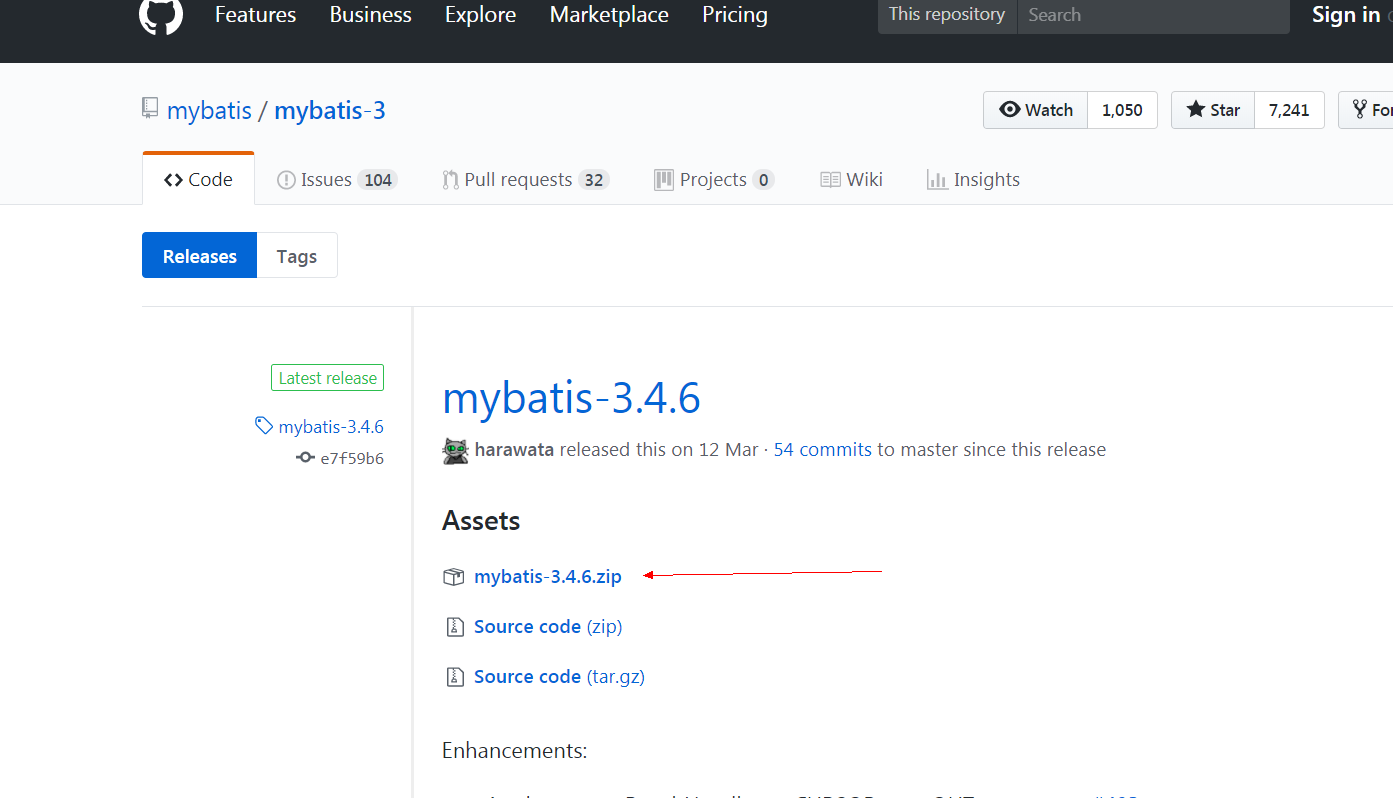 Features Business Explore Marketplace Pricing This repository Search Sign in
mybatis / mybatis-3 Watch 1,050 Star 7,241
Code Issues 104 Pull requests 32 Projects 0 Wiki Insights
Releases Tags
Latest release
mybatis-3.4.6
e7f59b6
mybatis-3.4.6
harawata released this on 12 Mar · 54 commits to master since this release
Assets
mybatis-3.4.6.zip
Source code (zip)
Source code (tar.gz)
Enhancements: